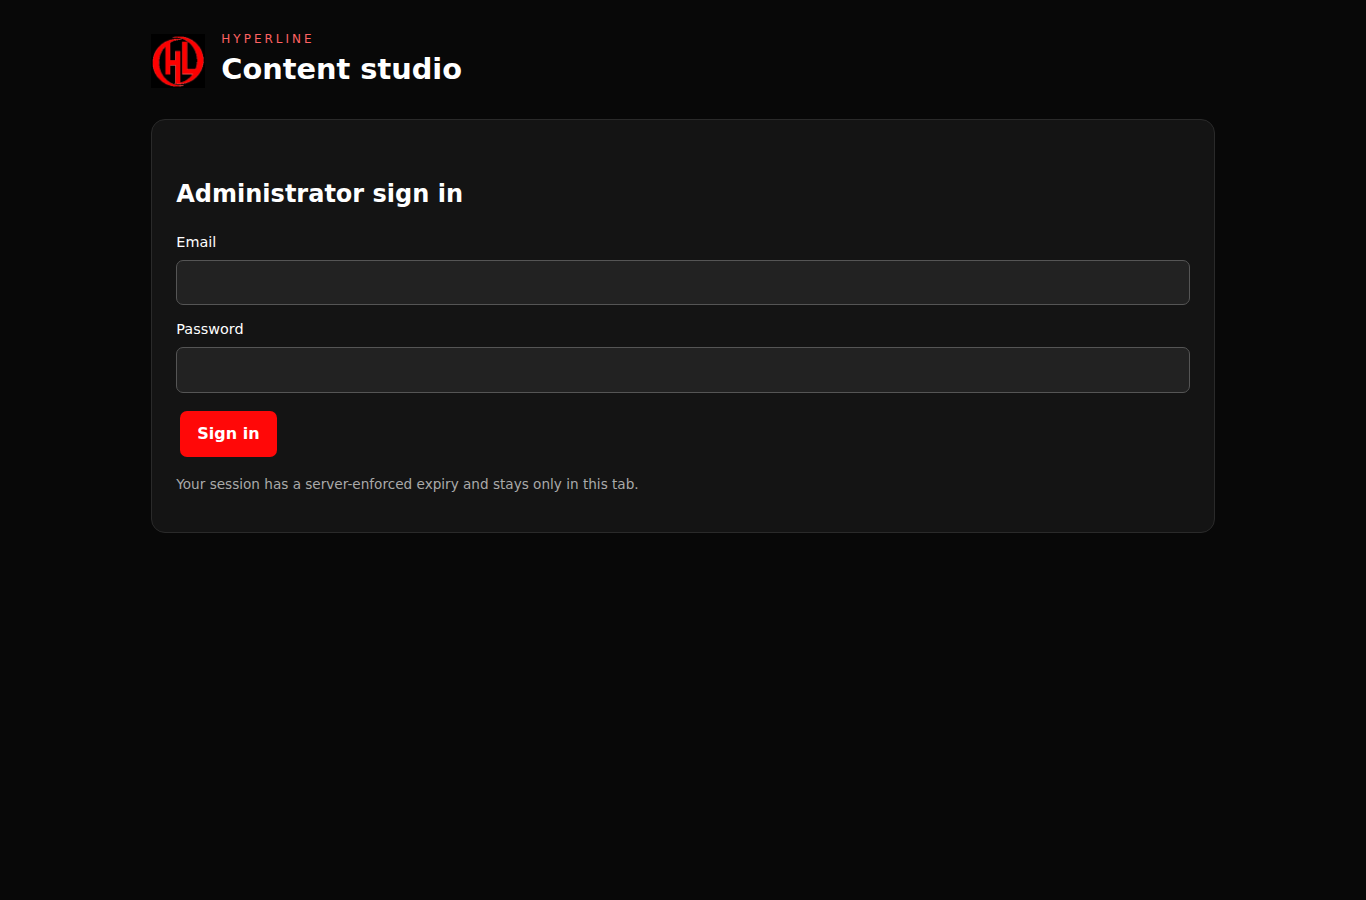 HL
HYPERLINE
Content studio
Administrator sign in
Email
Password
Sign in
Your session has a server-enforced expiry and stays only in this tab.